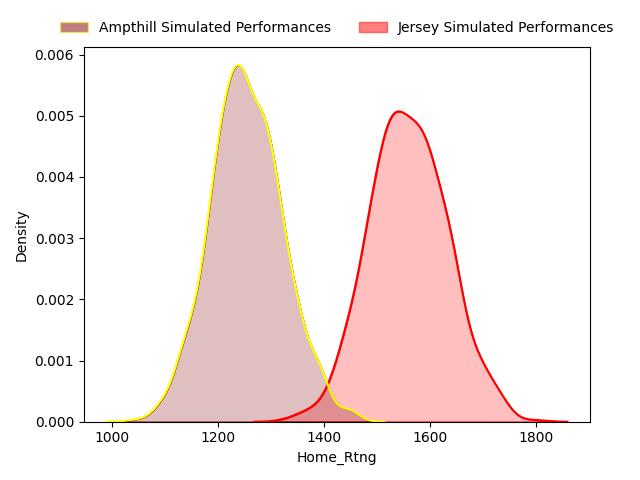 Ampthill Simulated Performances
Jersey Simulated Performances
0.006
0.005
0.004
0.003
0.002
0.001
0.000
Density
1000 1200 1400 1600 1800
Home_Rtng